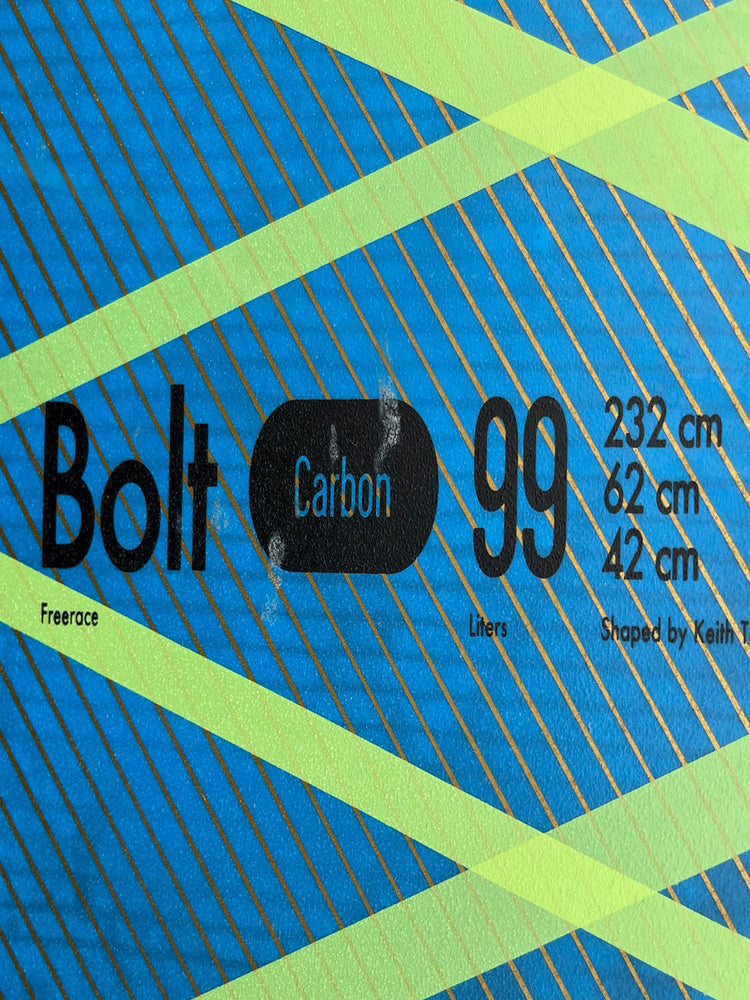 Bolt Carbon 99
232 cm
62 cm
42 cm
Freerace
Liters
Shaped by Keith T